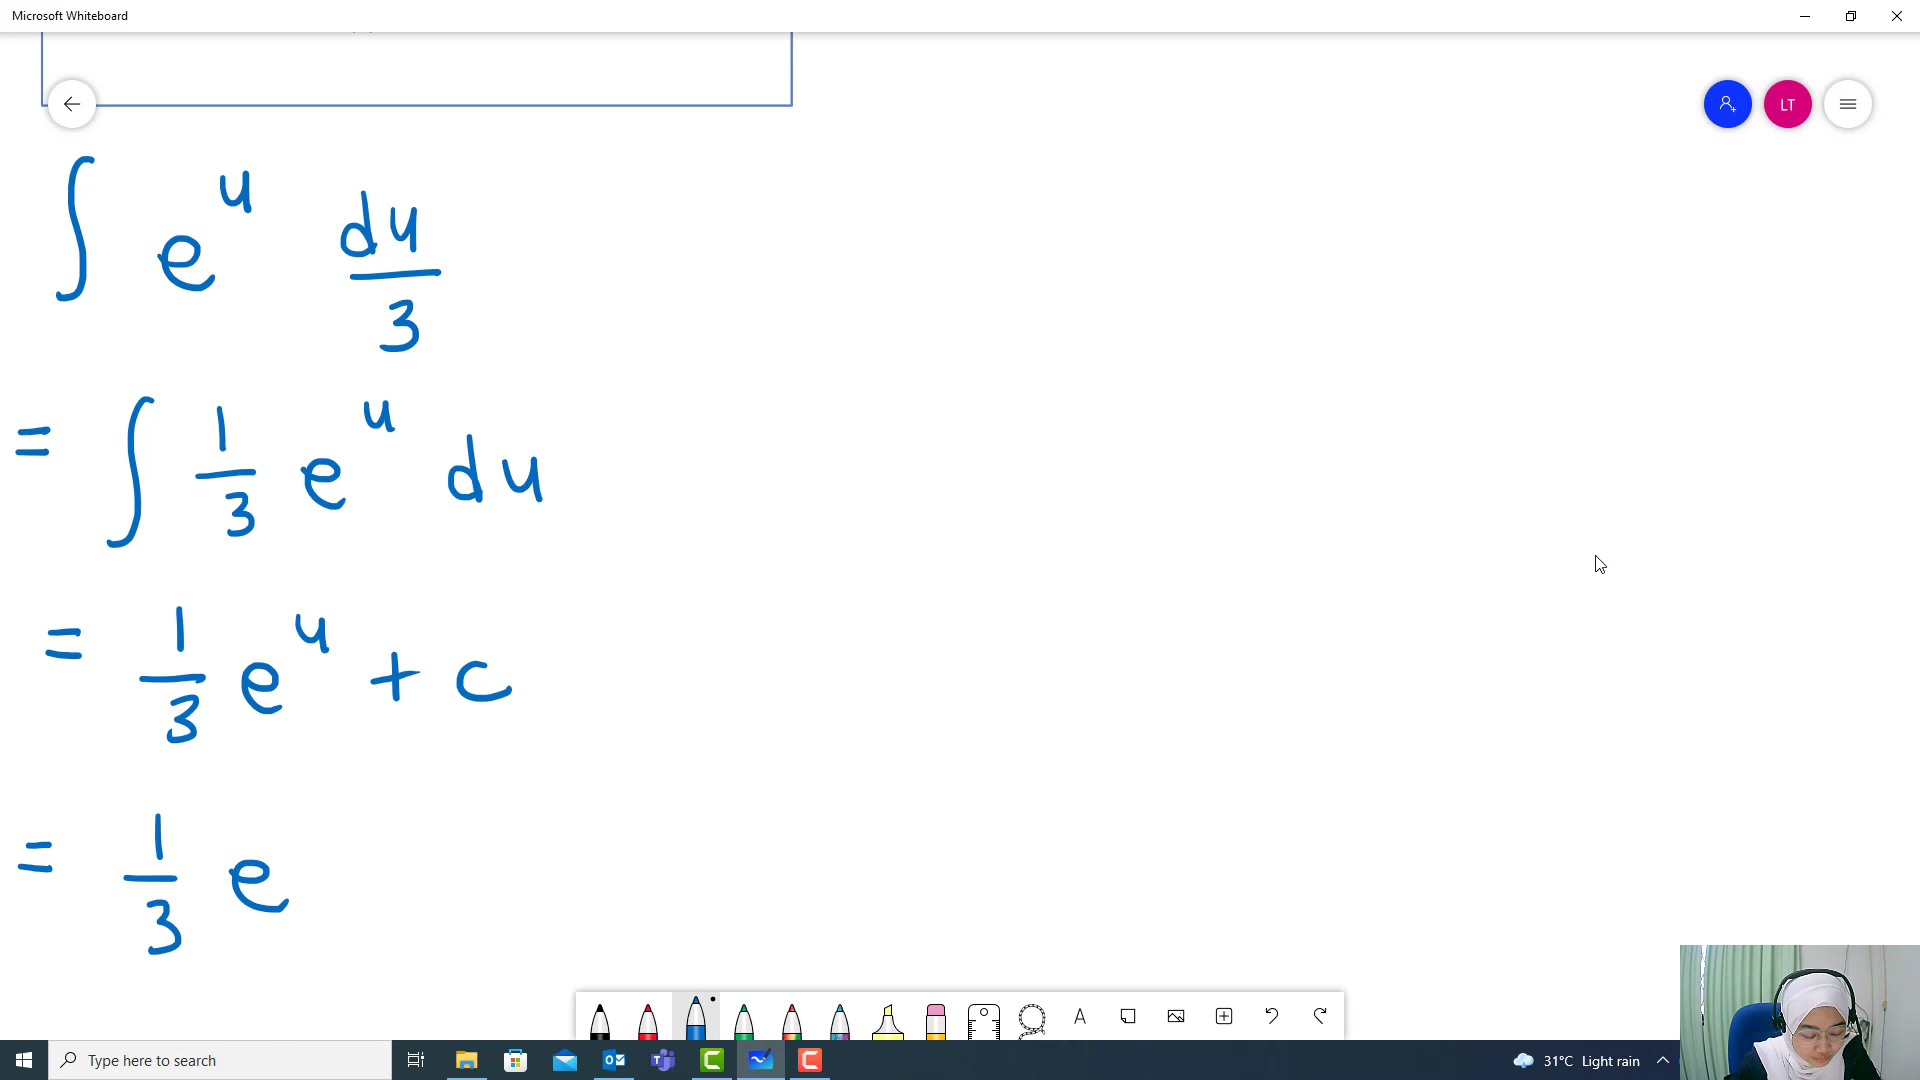 Microsoft Whiteboard
LT
∫ e^u du/3
= ∫ 1/3 e^u du
= 1/3 e^u + c
= 1/3 e
A
Type here to search
31°C Light rain